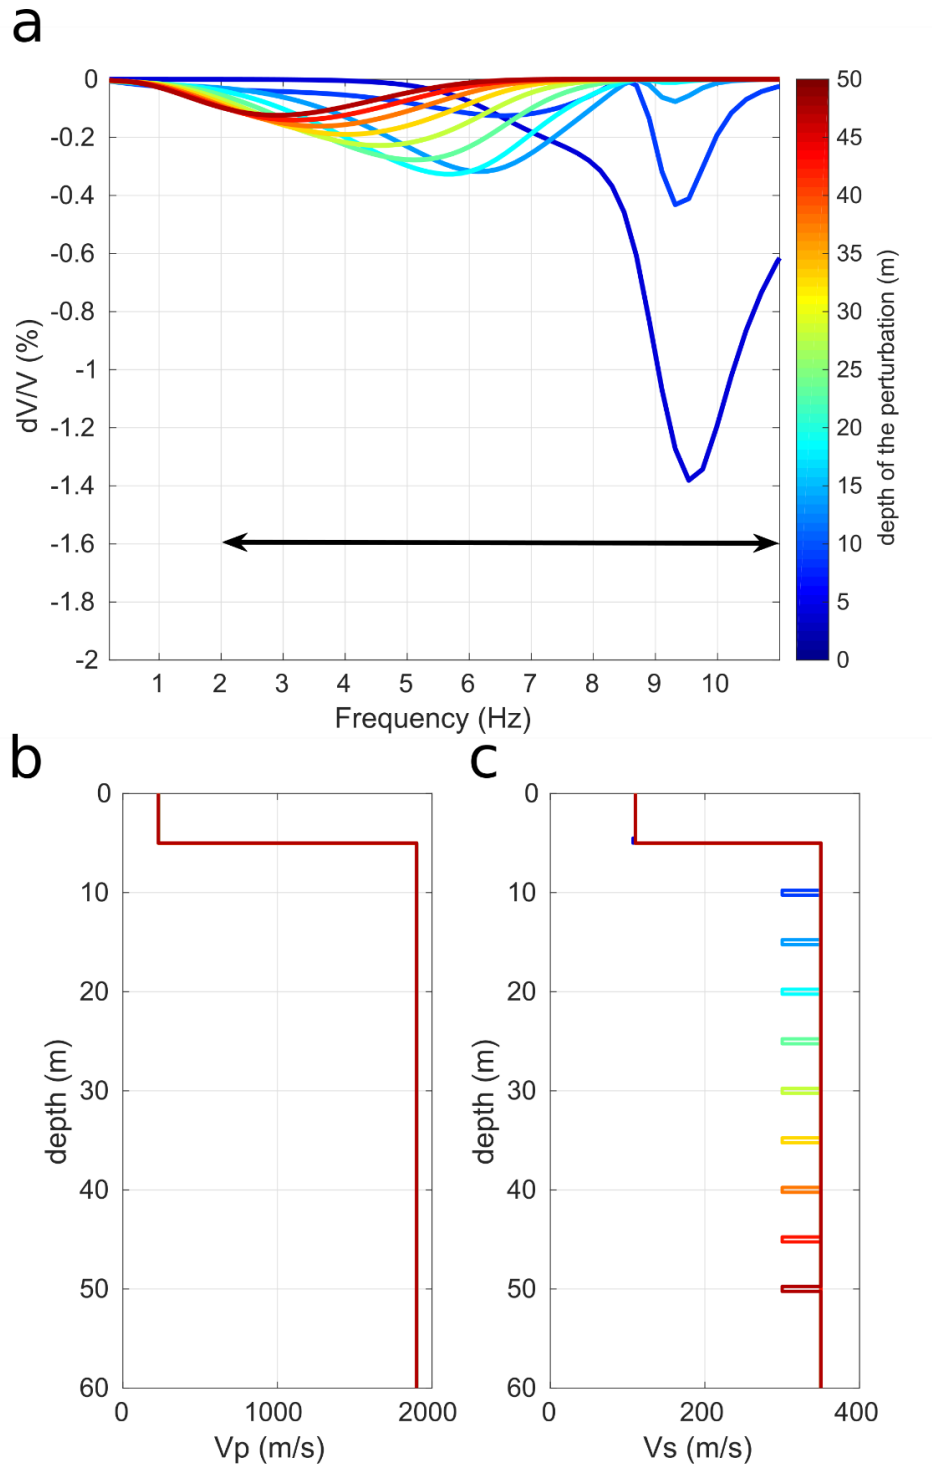 a
0
-0.2
-0.4
-0.6
-0.8
-1
-1.2
-1.4
-1.6
-1.8
-2
dV/V (%)
1 2 3 4 5 6 7 8 9 10
Frequency (Hz)
50
45
40
35
30
25
20
15
10
5
0
depth of the perturbation (m)
b
0
10
20
30
40
50
60
depth (m)
0 1000 2000
Vp (m/s)
c
0
10
20
30
40
50
60
depth (m)
0 200 400
Vs (m/s)